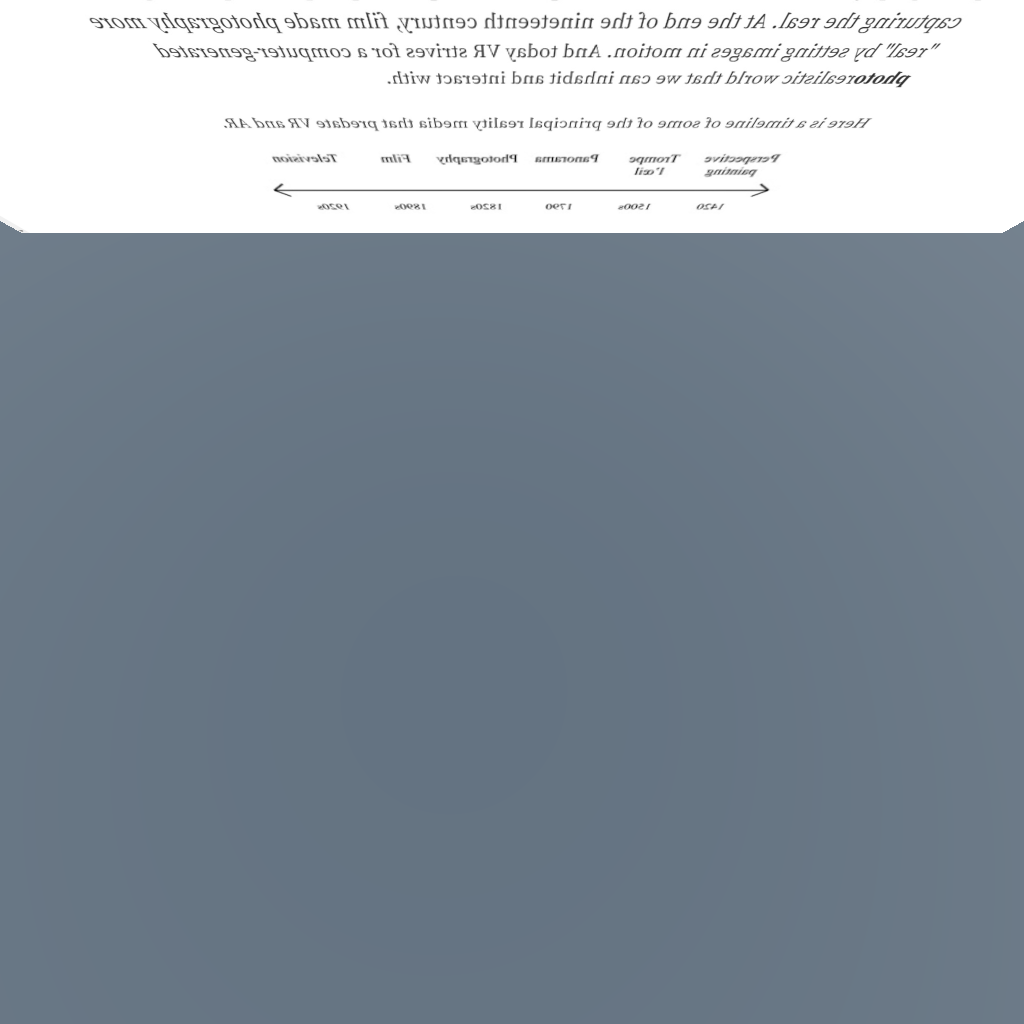 capturing the real. At the end of the nineteenth century, film made photography more
"real" by setting images in motion. And today VR strives for a computer-generated
photorealistic world that we can inhabit and interact with.
Here is a timeline of some of the principal reality media that predate VR and AR.
Perspective painting Trompe l'œil Panorama Photography Film Television
1420 1500s 1790 1820s 1890s 1920s